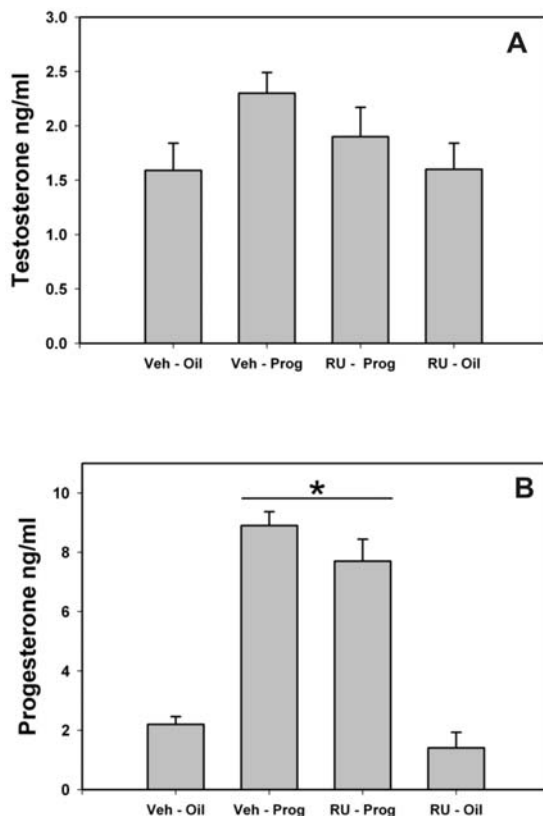 A
Testosterone ng/ml
3.0
2.5
2.0
1.5
1.0
0.5
0.0
Veh - Oil Veh - Prog RU - Prog RU - Oil
B
*
Progesterone ng/ml
10
8
6
4
2
0
Veh - Oil Veh - Prog RU - Prog RU - Oil